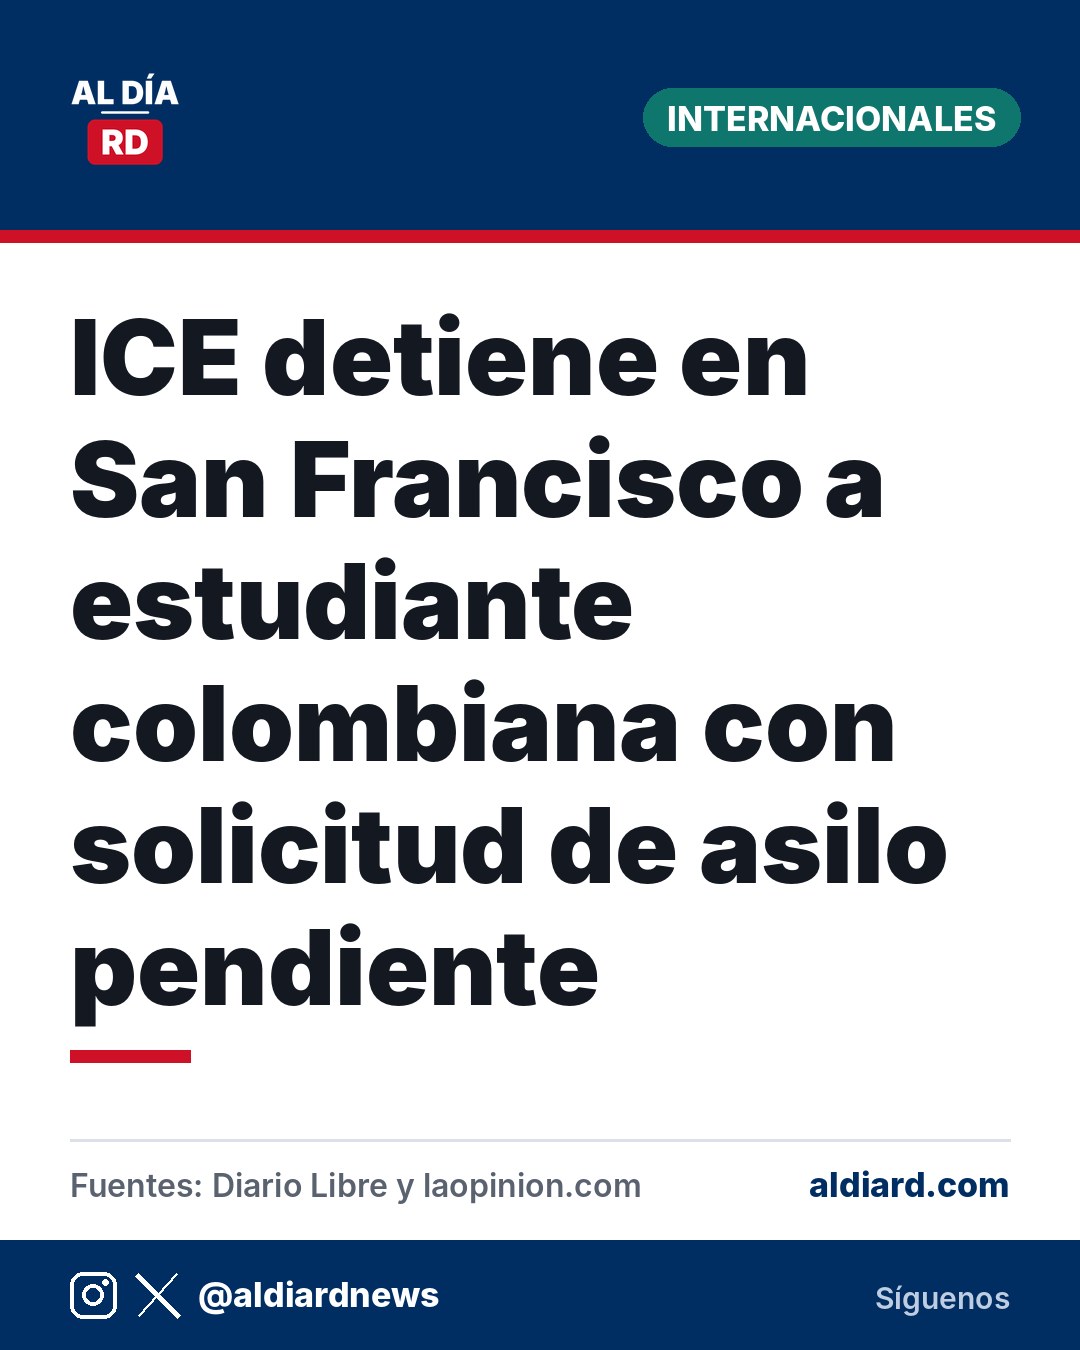 AL DÍA
RD
INTERNACIONALES
ICE detiene en
San Francisco a
estudiante
colombiana con
solicitud de asilo
pendiente
Fuentes: Diario Libre y laopinion.com
aldiard.com
@aldiardnews
Síguenos